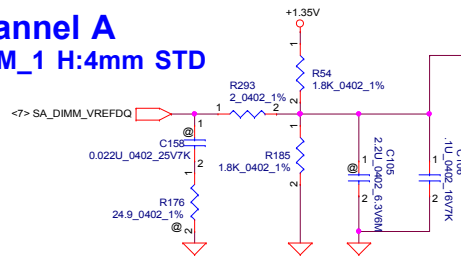 annel A
M_1 H:4mm STD
+1.35V
1
R54
1.8K_0402_1%
2
R293
2_0402_1%
<7> SA_DIMM_VREFDQ
1
2
1
@
C158
0.022U_0402_25V7K
2
1
R185
1.8K_0402_1%
2
1
R176
24.9_0402_1%
@
2
1
@
2
C105
2.2U_0402_6.3V6M
1
2
.1U_0402_16V7K